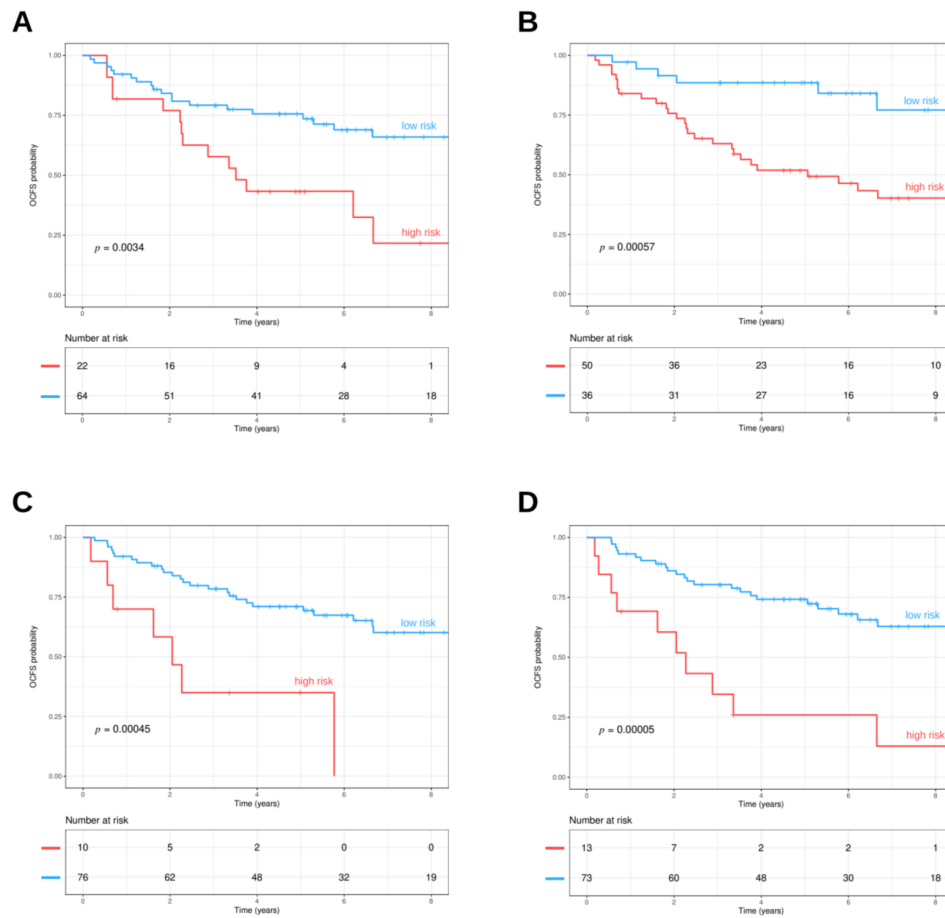 A
1.00
0.75
0.50
0.25
0.00
OCFS probability
low risk
high risk
p = 0.0034
0 2 4 6 8
Time (years)
Number at risk
22 16 9 4 1
64 51 41 28 18
0 2 4 6 8
Time (years)
B
1.00
0.75
0.50
0.25
0.00
OCFS probability
low risk
high risk
p = 0.00057
0 2 4 6 8
Time (years)
Number at risk
50 36 23 16 10
36 31 27 16 9
0 2 4 6 8
Time (years)
C
1.00
0.75
0.50
0.25
0.00
OCFS probability
low risk
high risk
p = 0.00045
0 2 4 6 8
Time (years)
Number at risk
10 5 2 0 0
76 62 48 32 19
0 2 4 6 8
Time (years)
D
1.00
0.75
0.50
0.25
0.00
OCFS probability
low risk
high risk
p = 0.00005
0 2 4 6 8
Time (years)
Number at risk
13 7 2 2 1
73 60 48 30 18
0 2 4 6 8
Time (years)